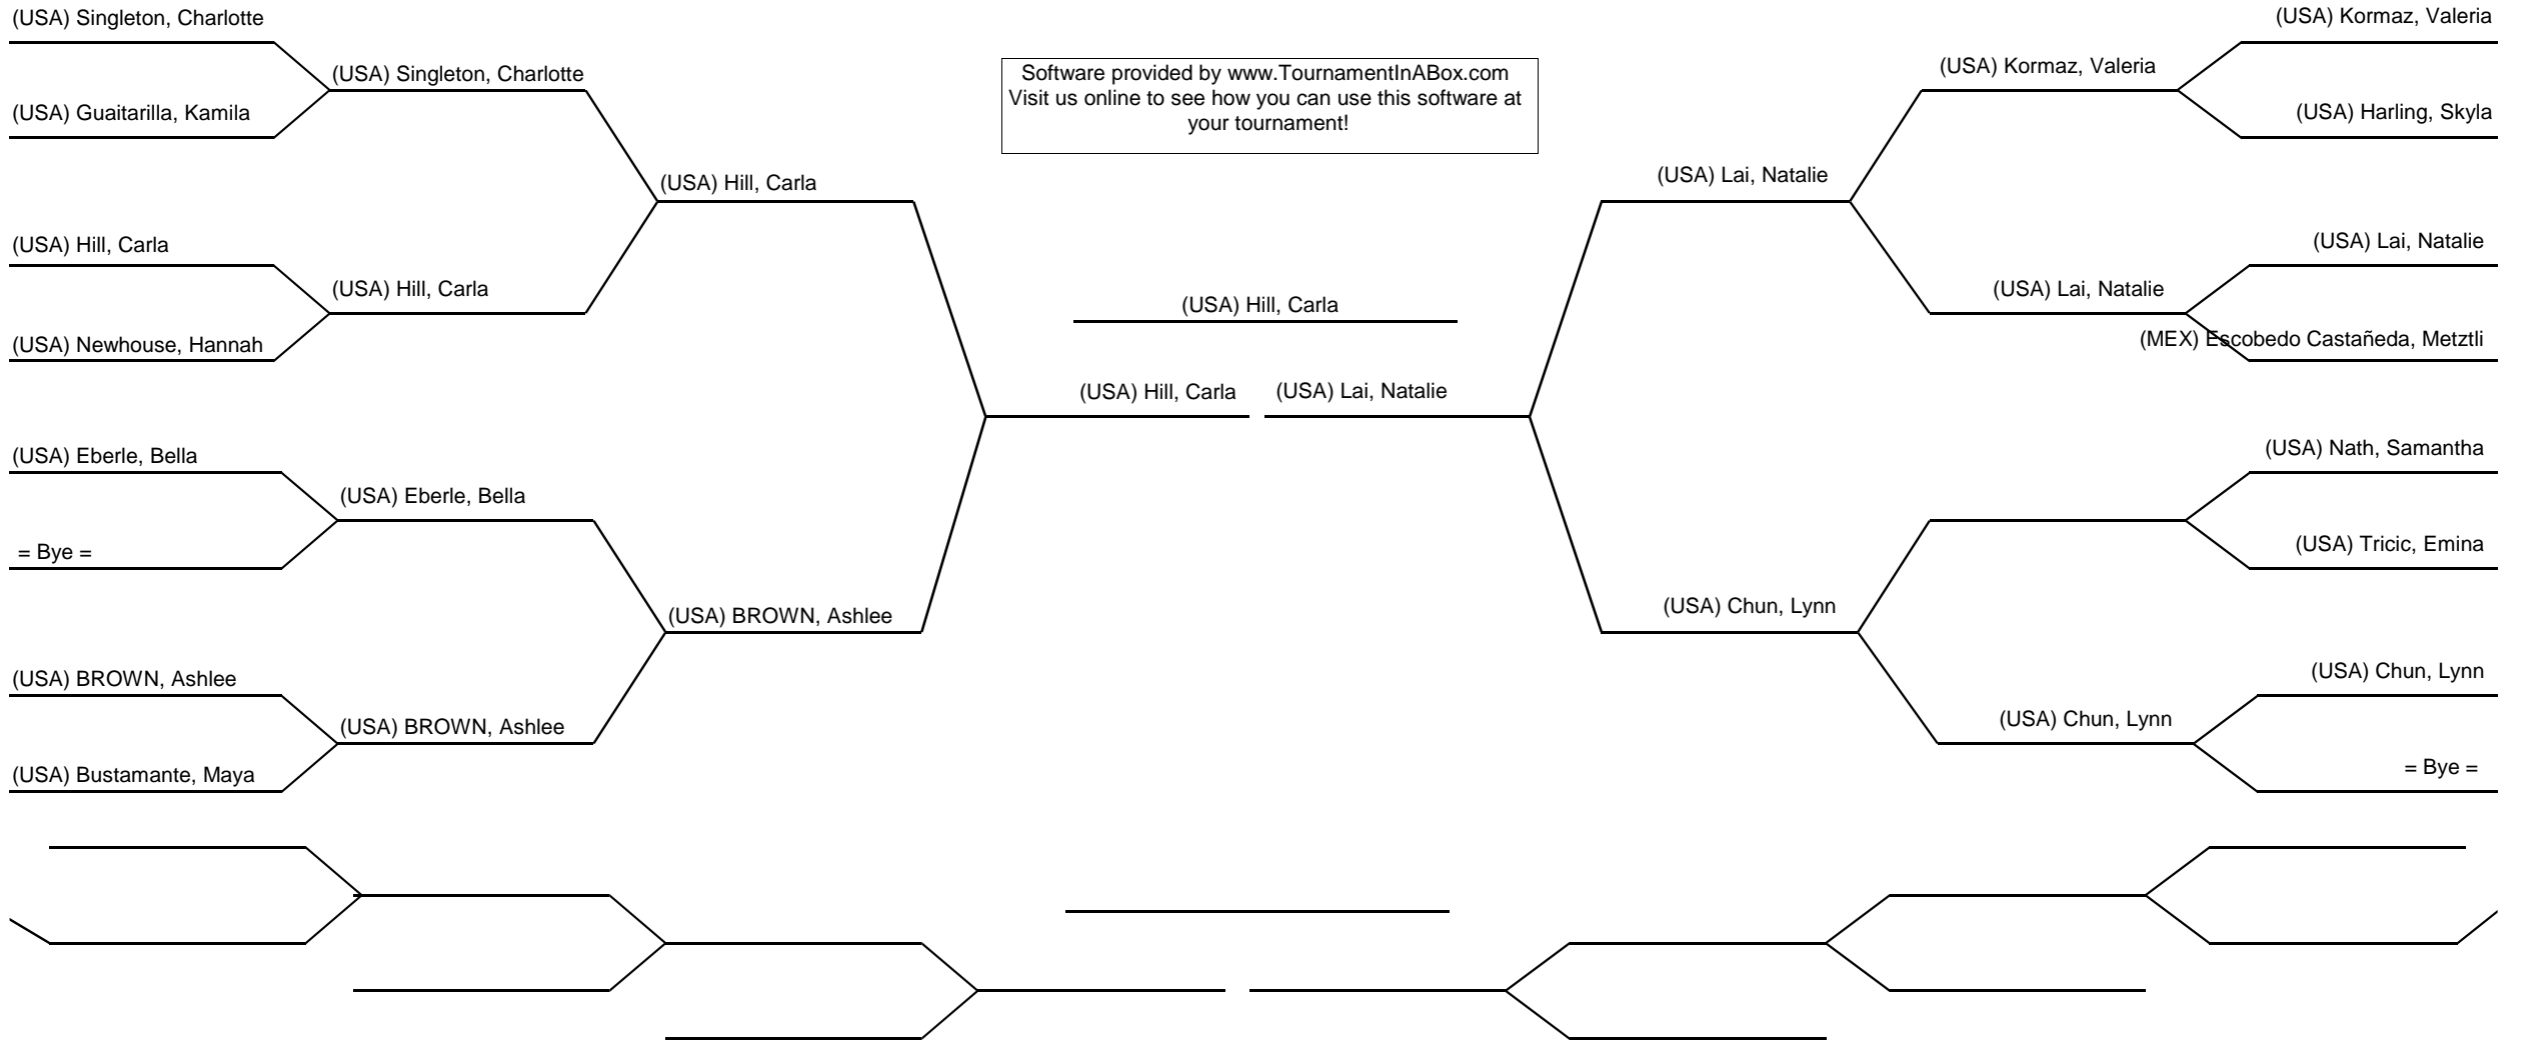 (USA) Singleton, Charlotte
(USA) Guaitarilla, Kamila
(USA) Hill, Carla
(USA) Newhouse, Hannah
(USA) Eberle, Bella
= Bye =
(USA) BROWN, Ashlee
(USA) Bustamante, Maya
(USA) Singleton, Charlotte
(USA) Hill, Carla
(USA) Eberle, Bella
(USA) BROWN, Ashlee
(USA) Hill, Carla
(USA) BROWN, Ashlee
Software provided by www.TournamentInABox.com
Visit us online to see how you can use this software at
your tournament!
(USA) Hill, Carla
(USA) Hill, Carla
(USA) Lai, Natalie
(USA) Lai, Natalie
(USA) Chun, Lynn
(USA) Kormaz, Valeria
(USA) Lai, Natalie
(USA) Chun, Lynn
(USA) Kormaz, Valeria
(USA) Harling, Skyla
(USA) Lai, Natalie
(MEX) Escobedo Castañeda, Metztli
(USA) Nath, Samantha
(USA) Tricic, Emina
(USA) Chun, Lynn
= Bye =